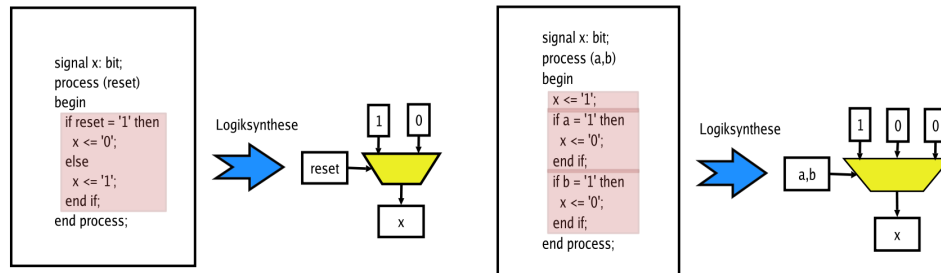 signal x: bit;
process (reset)
begin
if reset = '1' then
x <= '0';
else
x <= '1';
end if;
end process;
Logiksynthese
1 0
reset
x
signal x: bit;
process (a,b)
begin
x <= '1';
if a = '1' then
x <= '0';
end if;
if b = '1' then
x <= '0';
end if;
end process;
Logiksynthese
1 0 0
a,b
x